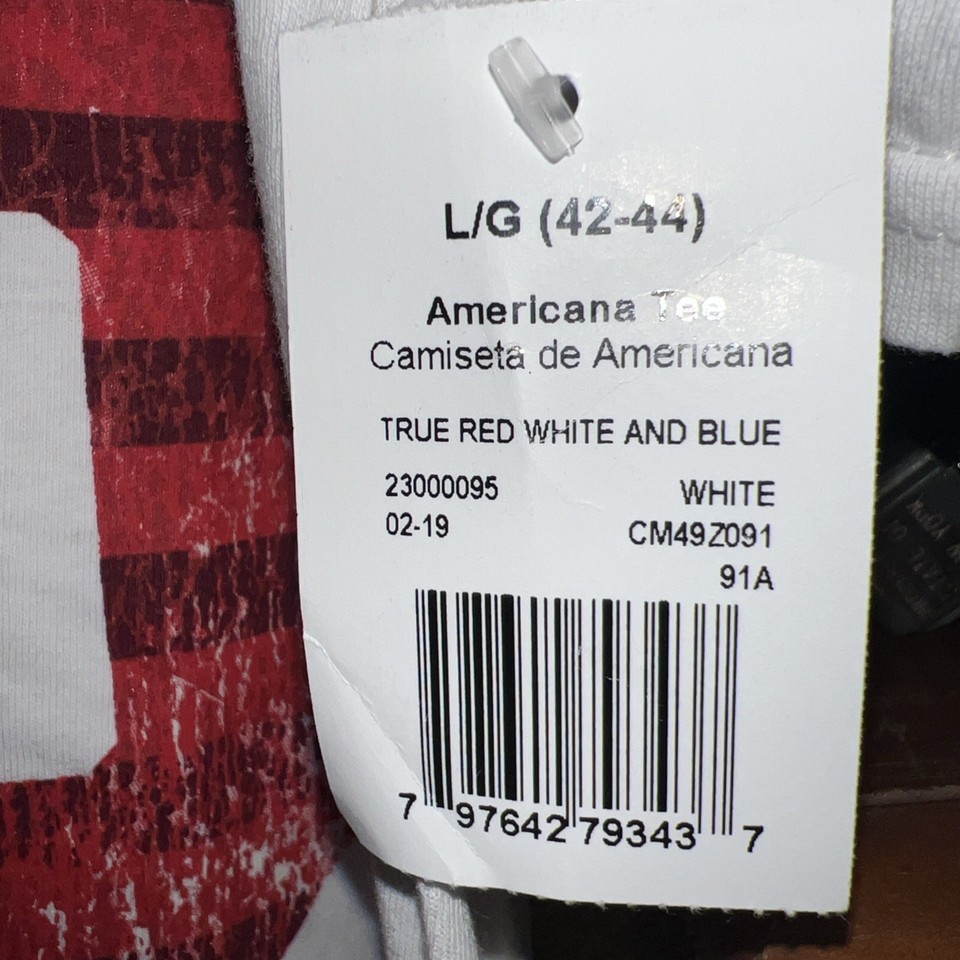 L/G (42-44)
Americana Tee
Camiseta de Americana
TRUE RED WHITE AND BLUE
23000095 WHITE
02-19 CM49Z091
91A
7 97642 79343 7